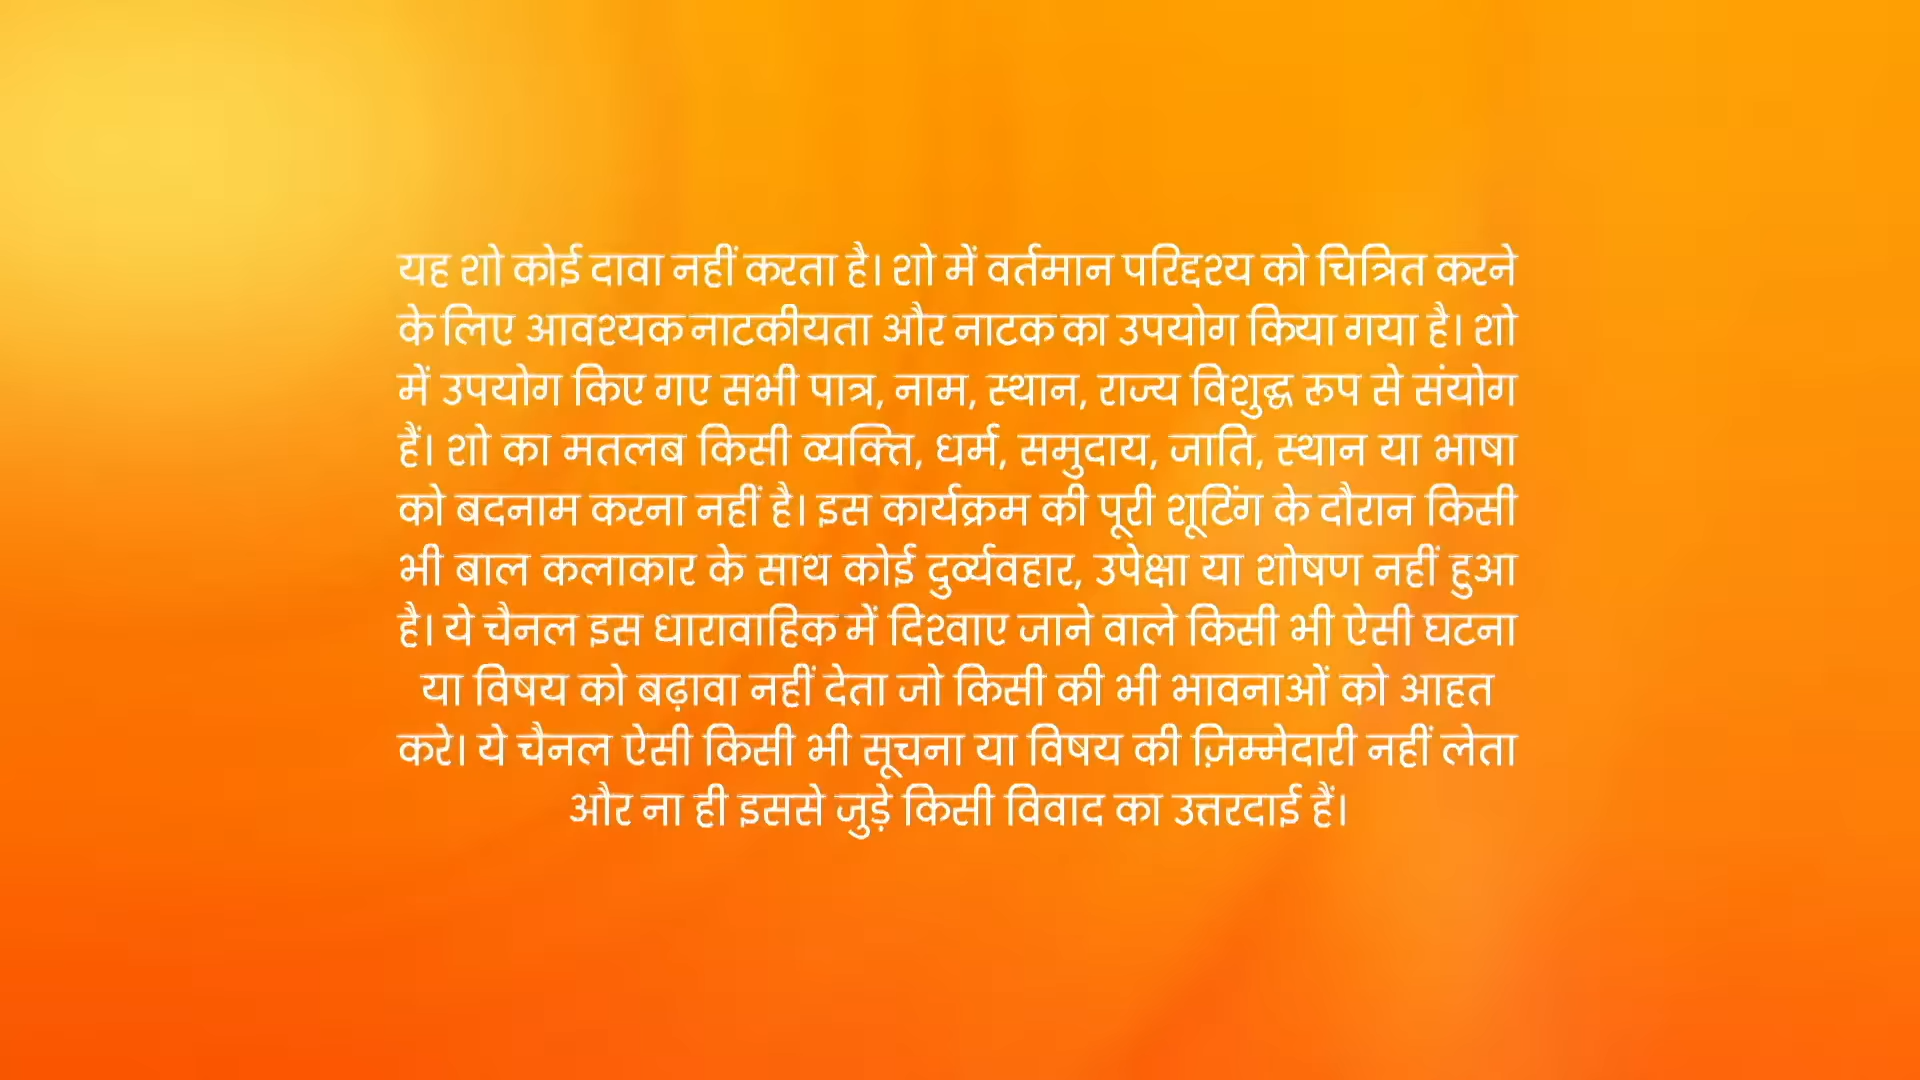 यह शो कोई दावा नहीं करता है। शो में वर्तमान परिद्दश्य को चित्रित करने
के लिए आवश्यक नाटकीयता और नाटक का उपयोग किया गया है। शो
में उपयोग किए गए सभी पात्र, नाम, स्थान, राज्य विशुद्ध रूप से संयोग
हैं। शो का मतलब किसी व्यक्ति, धर्म, समुदाय, जाति, स्थान या भाषा
को बदनाम करना नहीं है। इस कार्यक्रम की पूरी शूटिंग के दौरान किसी
भी बाल कलाकार के साथ कोई दुर्व्यवहार, उपेक्षा या शोषण नहीं हुआ
है। ये चैनल इस धारावाहिक में दिखाए जाने वाले किसी भी ऐसी घटना
या विषय को बढ़ावा नहीं देता जो किसी की भी भावनाओं को आहत
करे। ये चैनल ऐसी किसी भी सूचना या विषय की ज़िम्मेदारी नहीं लेता
और ना ही इससे जुड़े किसी विवाद का उत्तरदाई हैं।